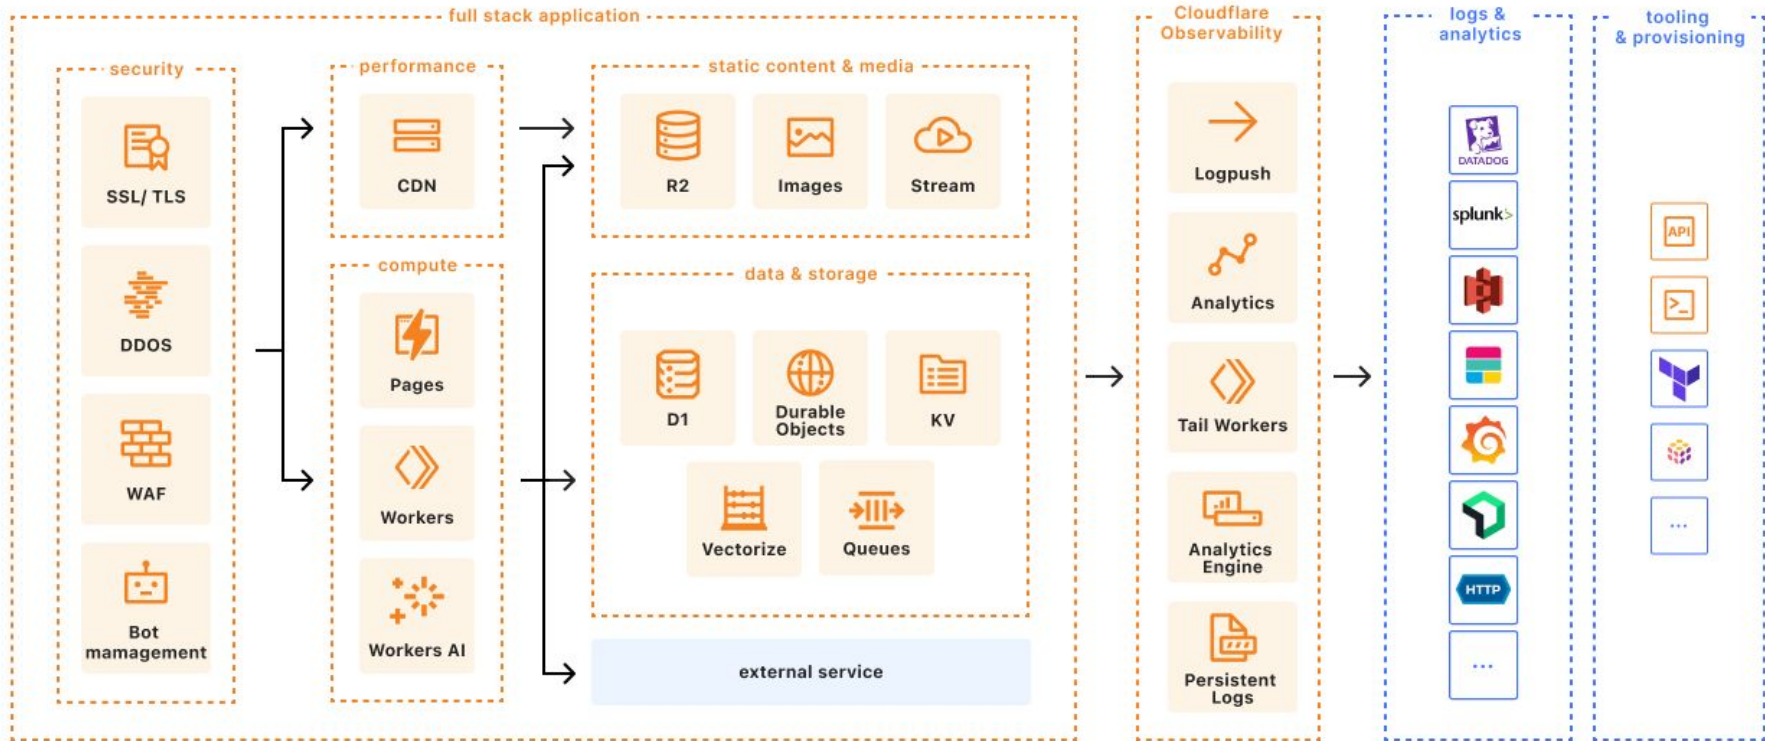 full stack application
security
SSL/ TLS
DDOS
WAF
Bot
mamagement
performance
CDN
compute
Pages
Workers
Workers AI
static content & media
R2
Images
Stream
data & storage
D1
Durable
Objects
KV
Vectorize
Queues
external service
Cloudflare
Observability
Logpush
Analytics
Tail Workers
Analytics
Engine
Persistent
Logs
logs &
analytics
DATADOG
splunk>
HTTP
...
tooling
& provisioning
API
>_
...